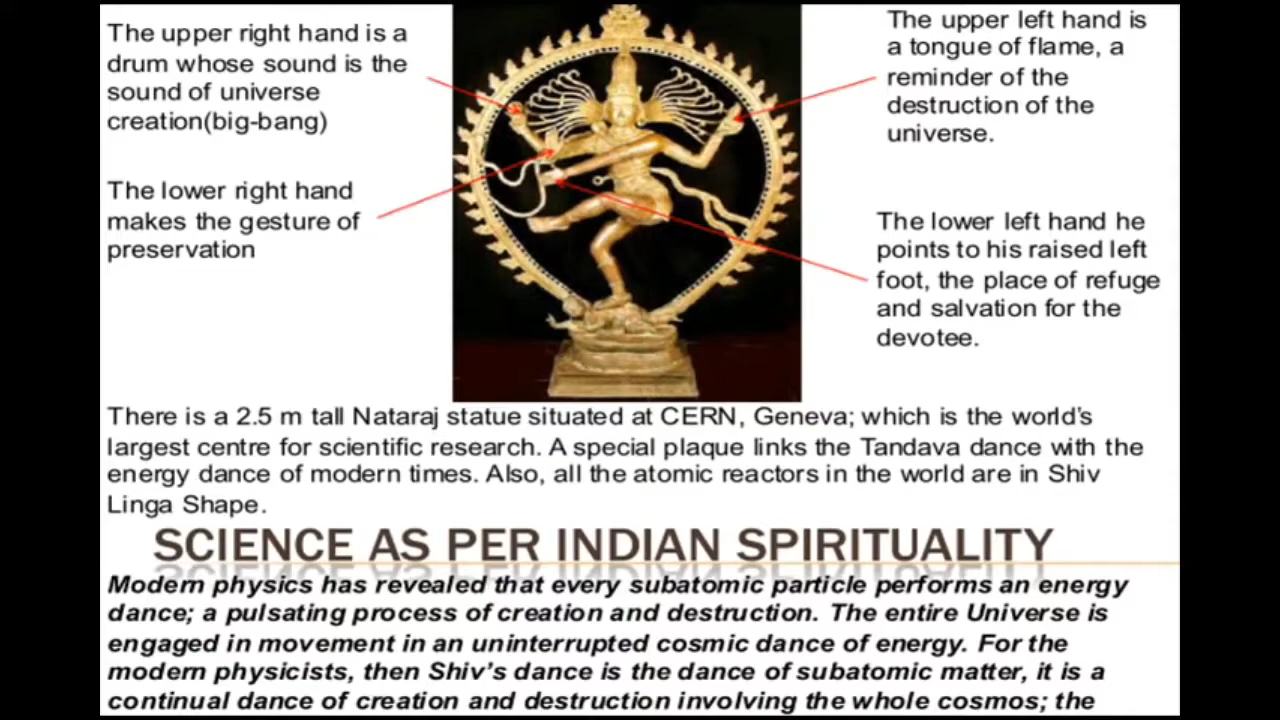 The upper right hand is a
drum whose sound is the
sound of universe
creation(big-bang)
The lower right hand
makes the gesture of
preservation
The upper left hand is
a tongue of flame, a
reminder of the
destruction of the
universe.
The lower left hand he
points to his raised left
foot, the place of refuge
and salvation for the
devotee.
There is a 2.5 m tall Nataraj statue situated at CERN, Geneva; which is the world's
largest centre for scientific research. A special plaque links the Tandava dance with the
energy dance of modern times. Also, all the atomic reactors in the world are in Shiv
Linga Shape.
SCIENCE AS PER INDIAN SPIRITUALITY
Modern physics has revealed that every subatomic particle performs an energy
dance; a pulsating process of creation and destruction. The entire Universe is
engaged in movement in an uninterrupted cosmic dance of energy. For the
modern physicists, then Shiv's dance is the dance of subatomic matter, it is a
continual dance of creation and destruction involving the whole cosmos; the